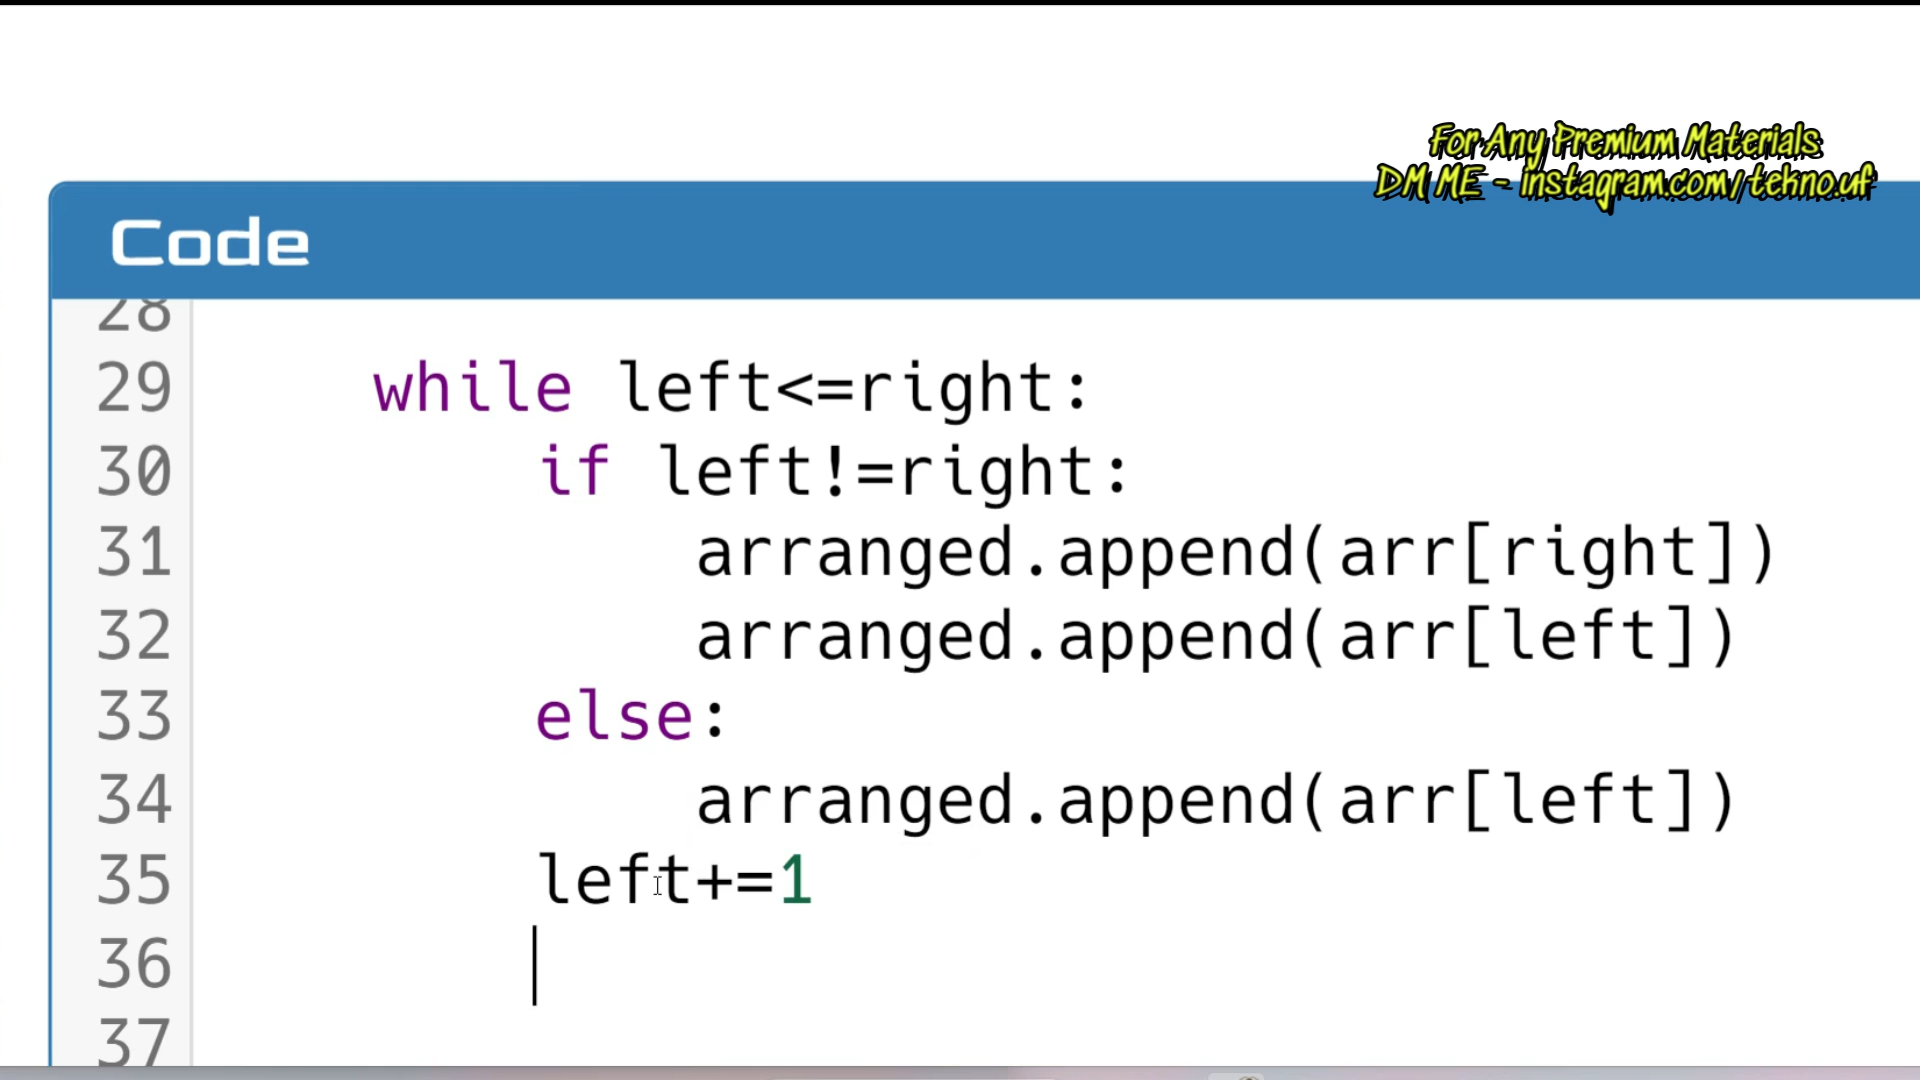 For Any Premium Materials
DM ME - instagram.com/tekno.uf
Code
28
29 while left<=right:
30 if left!=right:
31 arranged.append(arr[right])
32 arranged.append(arr[left])
33 else:
34 arranged.append(arr[left])
35 left+=1
36
37